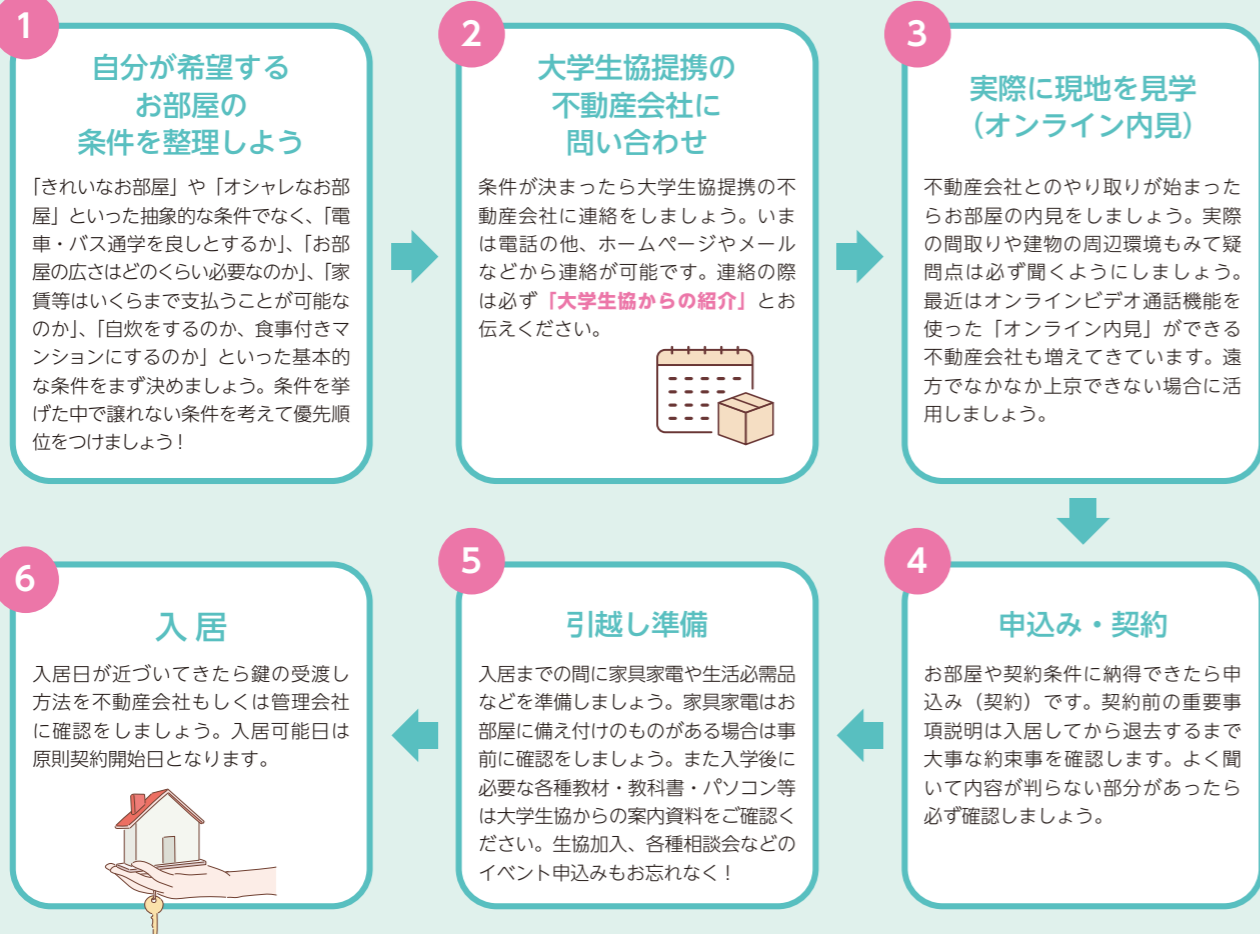 1
自分が希望する
お部屋の
条件を整理しよう
「きれいなお部屋」や「オシャレなお部
屋」といった抽象的な条件でなく、「電
車・バス通学を良しとするか」、「お部
屋の広さはどのくらい必要なのか」、「家
賃等はいくらまで支払うことが可能な
のか」、「自炊をするのか、食事付きマ
ンションにするのか」といった基本的
な条件をまず決めましょう。条件を挙
げた中で譲れない条件を考えて優先順
位をつけましょう！
2
大学生協提携の
不動産会社に
問い合わせ
条件が決まったら大学生協提携の不
動産会社に連絡をしましょう。いま
は電話の他、ホームページやメール
などから連絡が可能です。連絡の際
は必ず「大学生協からの紹介」とお
伝えください。
3
実際に現地を見学
（オンライン内見）
不動産会社とのやり取りが始まった
らお部屋の内見をしましょう。実際
の間取りや建物の周辺環境もみて疑
問点は必ず聞くようにしましょう。
最近はオンラインビデオ通話機能を
使った「オンライン内見」ができる
不動産会社も増えてきています。遠
方でなかなか上京できない場合に活
用しましょう。
4
申込み・契約
お部屋や契約条件に納得できたら申
込み（契約）です。契約前の重要事
項説明は入居してから退去するまで
大事な約束事を確認します。よく聞
いて内容が判らない部分があったら
必ず確認しましょう。
5
引越し準備
入居までの間に家具家電や生活必需品
などを準備しましょう。家具家電はお
部屋に備え付けのものがある場合は事
前に確認をしましょう。また入学後に
必要な各種教材・教科書・パソコン等
は大学生協からの案内資料をご確認く
ださい。生協加入、各種相談会などの
イベント申込みもお忘れなく！
6
入居
入居日が近づいてきたら鍵の受渡し
方法を不動産会社もしくは管理会社
に確認をしましょう。入居可能日は
原則契約開始日となります。